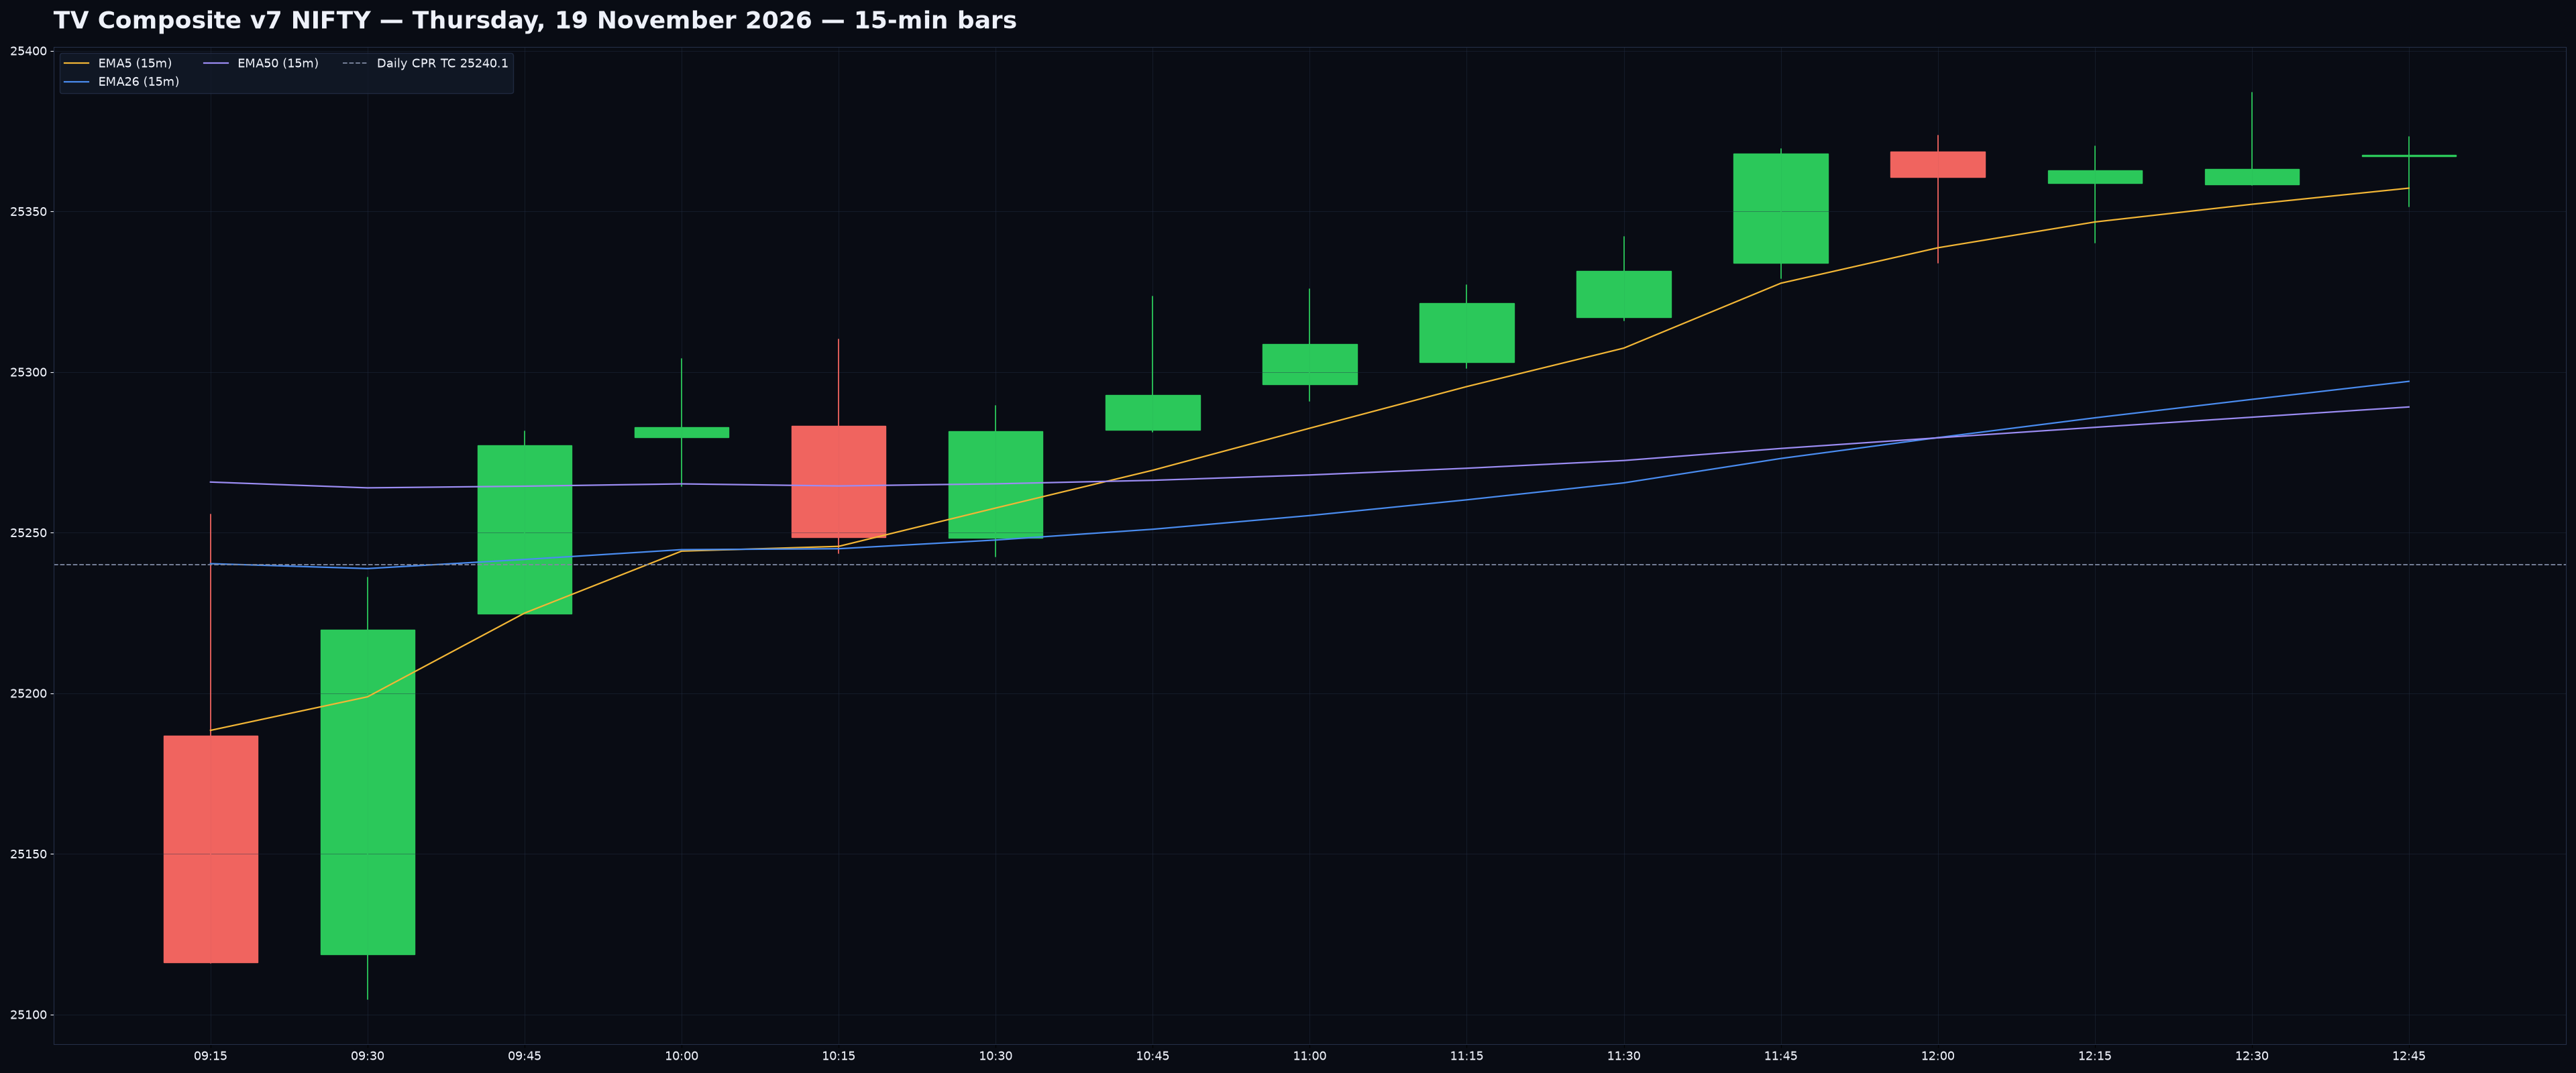 TV Composite v7 NIFTY — Thursday, 19 November 2026 — 15-min bars
EMA5 (15m) EMA50 (15m) Daily CPR TC 25240.1
EMA26 (15m)
25400
25350
25300
25250
25200
25150
25100
09:15 09:30 09:45 10:00 10:15 10:30 10:45 11:00 11:15 11:30 11:45 12:00 12:15 12:30 12:45